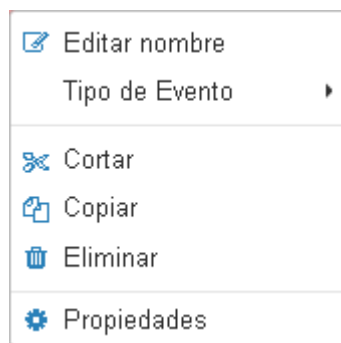 Editar nombre
Tipo de Evento
Cortar
Copiar
Eliminar
Propiedades